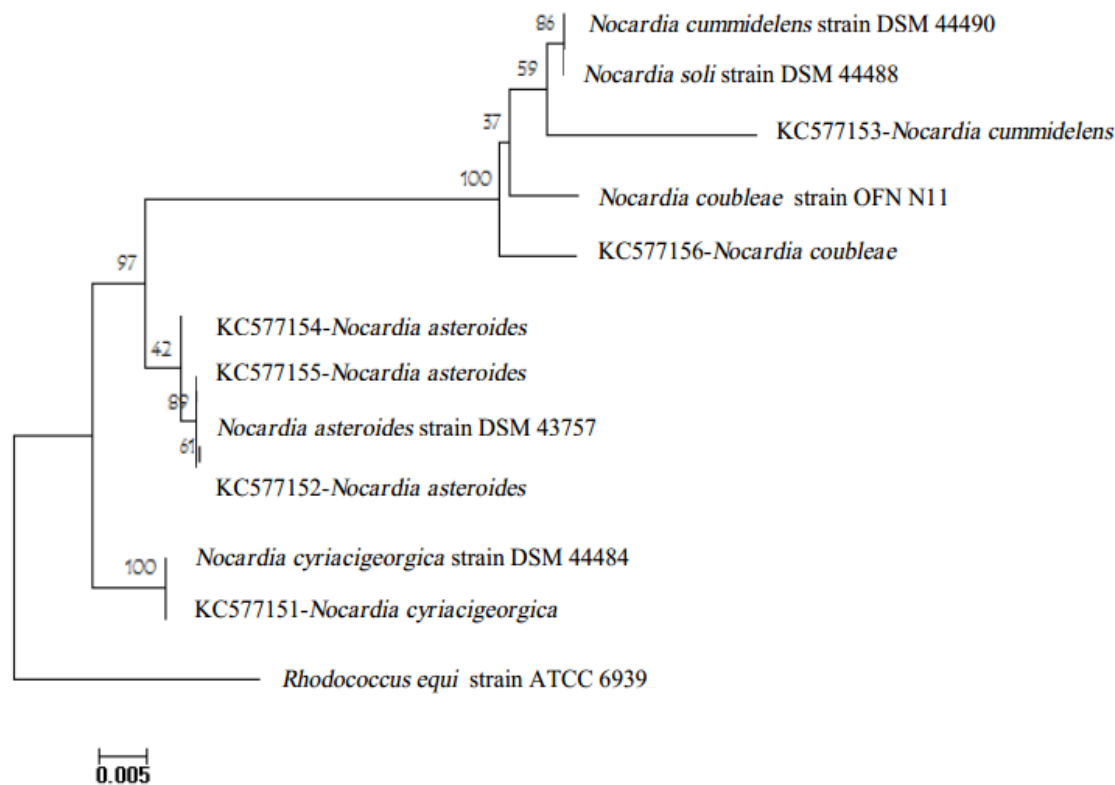 86
Nocardia cummidelens strain DSM 44490
59
Nocardia soli strain DSM 44488
37
KC577153-Nocardia cummidelens
100
Nocardia coubleae strain OFN N11
KC577156-Nocardia coubleae
97
KC577154-Nocardia asteroides
42
KC577155-Nocardia asteroides
89
Nocardia asteroides strain DSM 43757
61
KC577152-Nocardia asteroides
Nocardia cyriacigeorgica strain DSM 44484
100
KC577151-Nocardia cyriacigeorgica
Rhodococcus equi strain ATCC 6939
0.005